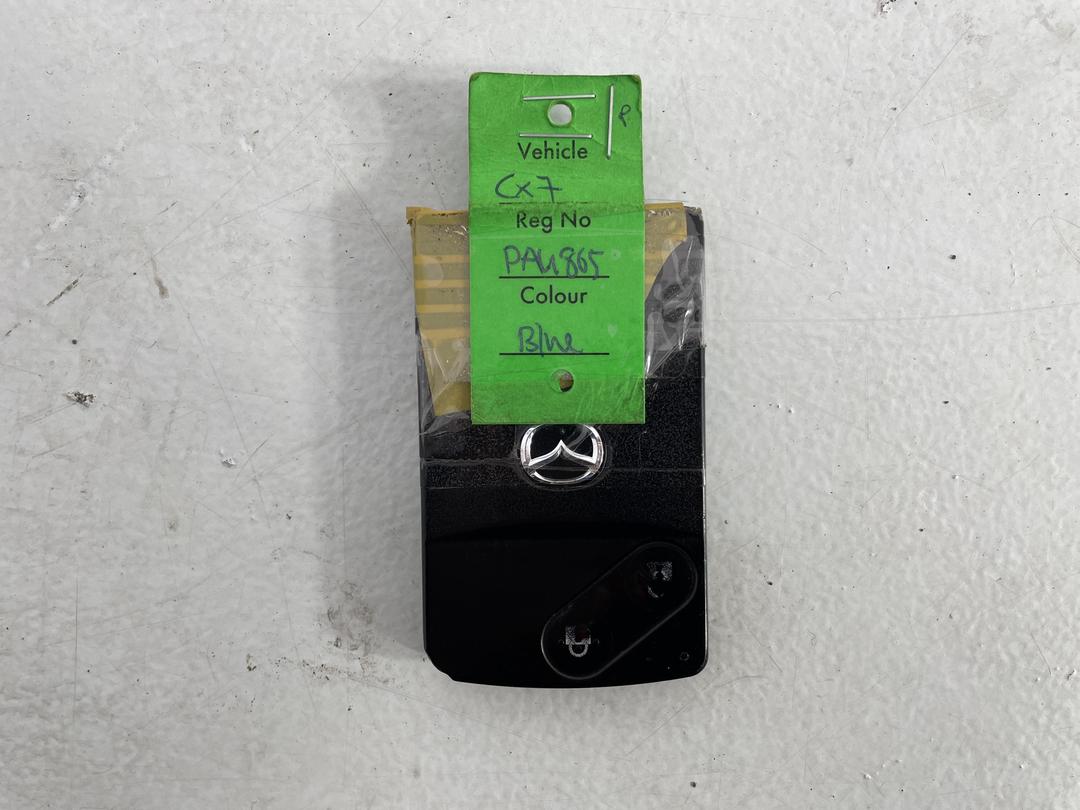 P
Vehicle
Cx7
Reg No
PAU865
Colour
Blue